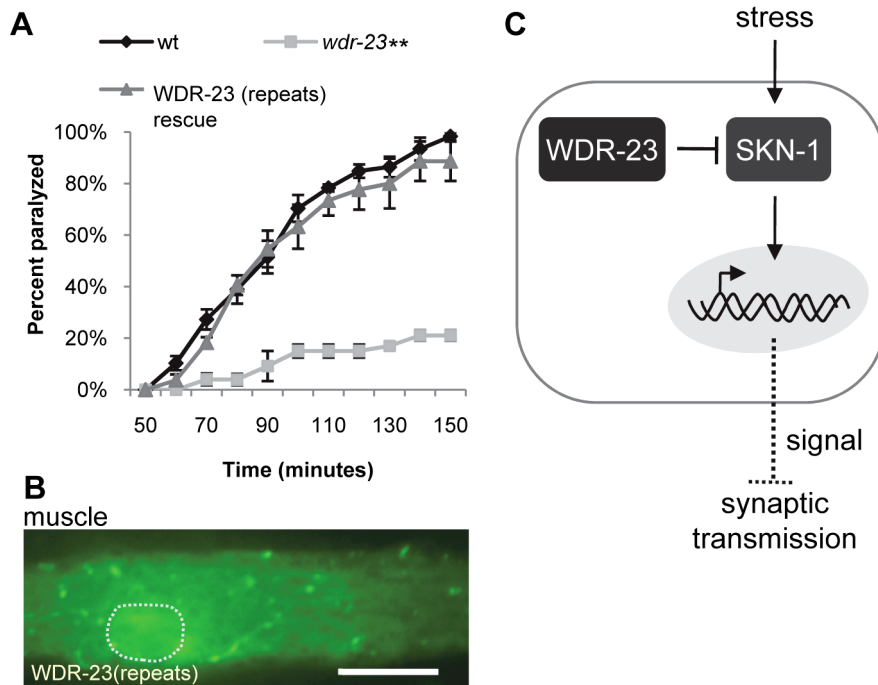 A
wt
wdr-23**
WDR-23 (repeats)
rescue
100%
80%
60%
40%
20%
0%
Percent paralyzed
50 70 90 110 130 150
Time (minutes)
B
muscle
WDR-23(repeats)
C
stress
WDR-23
SKN-1
signal
synaptic
transmission